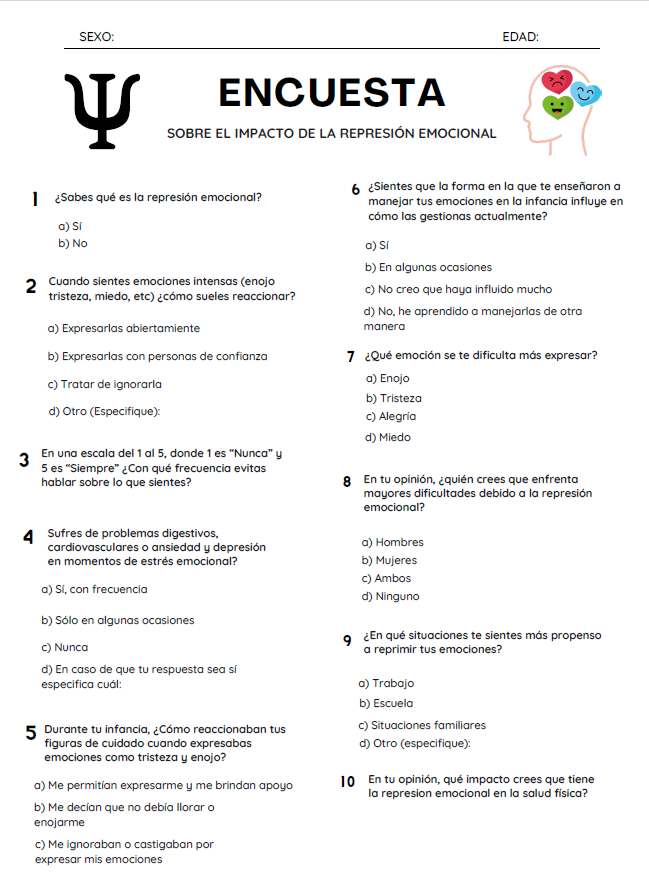 SEXO: EDAD:
ENCUESTA
SOBRE EL IMPACTO DE LA REPRESIÓN EMOCIONAL
1 ¿Sabes qué es la represión emocional?
a) Sí
b) No
2 Cuando sientes emociones intensas (enojo
tristeza, miedo, etc) ¿cómo sueles reaccionar?
a) Expresarlas abiertamente
b) Expresarlas con personas de confianza
c) Tratar de ignorarla
d) Otro (Especifique):
3 En una escala del 1 al 5, donde 1 es “Nunca” y
5 es “Siempre” ¿Con qué frecuencia evitas
hablar sobre lo que sientes?
4 Sufres de problemas digestivos,
cardiovasculares o ansiedad y depresión
en momentos de estrés emocional?
a) Sí, con frecuencia
b) Sólo en algunas ocasiones
c) Nunca
d) En caso de que tu respuesta sea sí
especifica cuál:
5 Durante tu infancia, ¿Cómo reaccionaban tus
figuras de cuidado cuando expresabas
emociones como tristeza y enojo?
a) Me permitían expresarme y me brindan apoyo
b) Me decían que no debía llorar o
enojarme
c) Me ignoraban o castigaban por
expresar mis emociones
6 ¿Sientes que la forma en la que te enseñaron a
manejar tus emociones en la infancia influye en
cómo las gestionas actualmente?
a) Sí
b) En algunas ocasiones
c) No creo que haya influido mucho
d) No, he aprendido a manejarlas de otra
manera
7 ¿Qué emoción se te dificulta más expresar?
a) Enojo
b) Tristeza
c) Alegría
d) Miedo
8 En tu opinión, ¿quién crees que enfrenta
mayores dificultades debido a la represión
emocional?
a) Hombres
b) Mujeres
c) Ambos
d) Ninguno
9 ¿En qué situaciones te sientes más propenso
a reprimir tus emociones?
a) Trabajo
b) Escuela
c) Situaciones familiares
d) Otro (especifique):
10 En tu opinión, qué impacto crees que tiene
la represion emocional en la salud física?